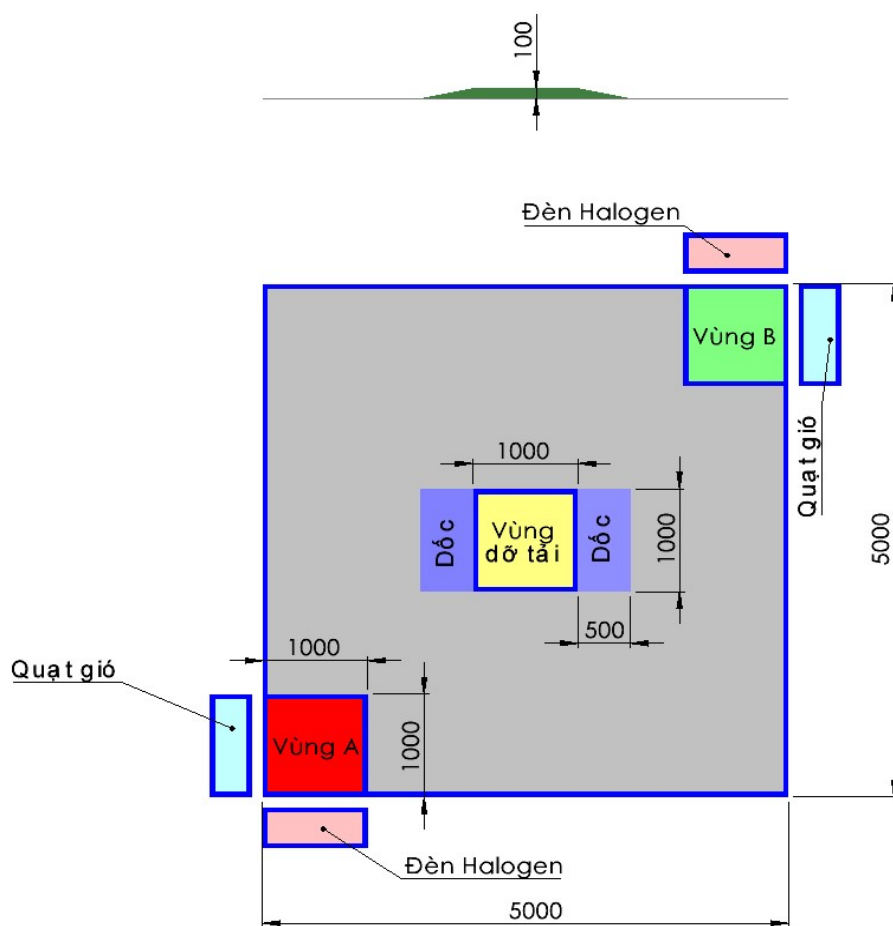 100
Đèn Halogen
Vùng B
Quạt gió
1000
Dốc
Vùng
dỡ tải
Dốc
1000
5000
500
1000
Quạt gió
Vùng A
1000
Đèn Halogen
5000